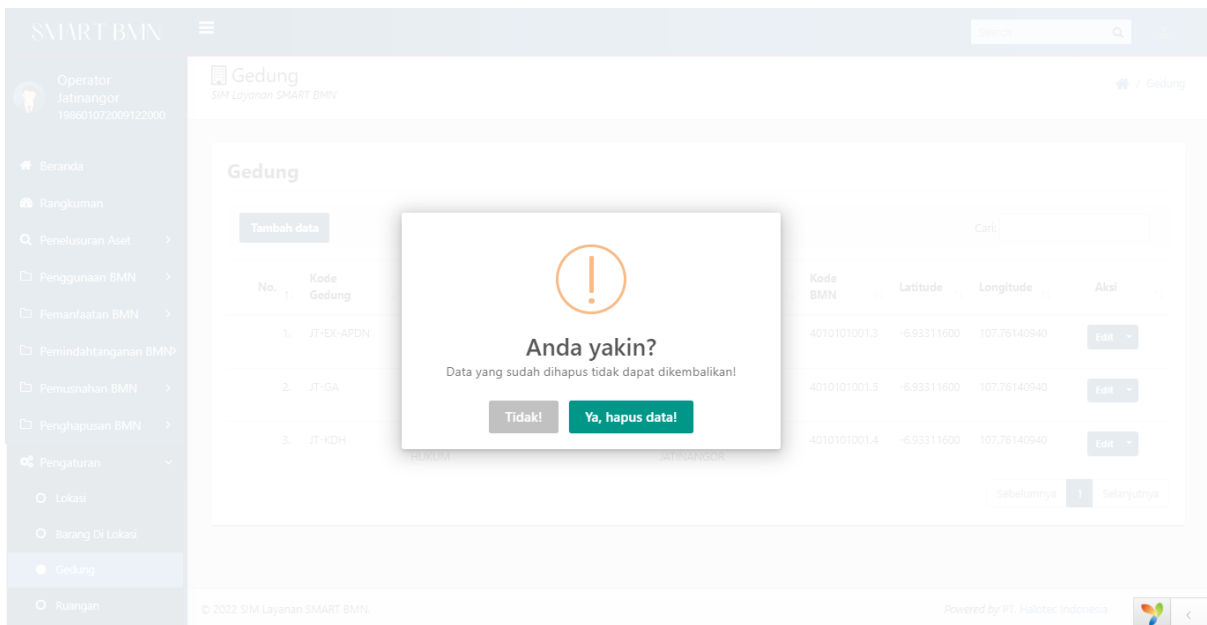 SMART BMN
Search
Operator
Jatinangor
198601072009122000
Gedung
SIM Layanan SMART BMN
/ Gedung
Beranda
Rangkuman
Penelusuran Aset
Penggunaan BMN
Pemanfaatan BMN
Pemindahtanganan BMN
Pemusnahan BMN
Penghapusan BMN
Pengaturan
Lokasi
Barang Di Lokasi
Gedung
Ruangan
Gedung
Tambah data
Cari:
No.
Kode
Gedung
Kode
BMN
Latitude
Longitude
Aksi
1. JT-EX-APDN
4010101001.3 -6.93311600 107.76140940 Edit
2. JT-GA
4010101001.5 -6.93311600 107.76140940 Edit
3. JT-KDH
HUKUM
JATINANGOR
4010101001.4 -6.93311600 107.76140940 Edit
Anda yakin?
Data yang sudah dihapus tidak dapat dikembalikan!
Tidak!
Ya, hapus data!
Sebelumnya 1 Selanjutnya
© 2022 SIM Layanan SMART BMN.
Powered by PT. Halotec Indonesia